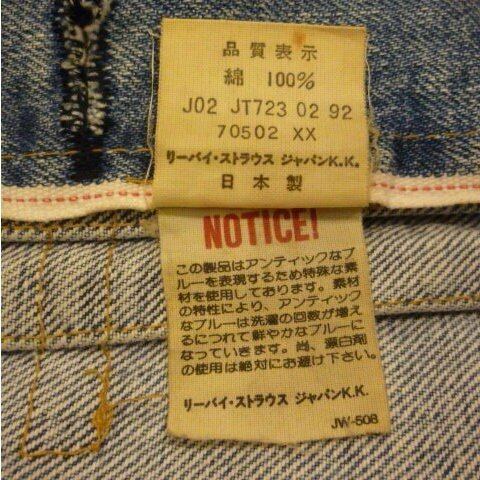 品質表示
綿 100%
J02 JT723 02 92
70502 XX
リーバイ・ストラウス ジャパンK.K.
日本製
NOTICE!
この製品はアンティックなブ
ルーを表現するため特殊な素
材を使用しております。素材
の特性により、アンティック
なブルーは洗濯の回数が増え
るにつれて鮮やかなブルーに
なっていきます。尚、漂白剤
の使用は絶対にお避け下さい。
リーバイ・ストラウス ジャパンK.K.
JW-508